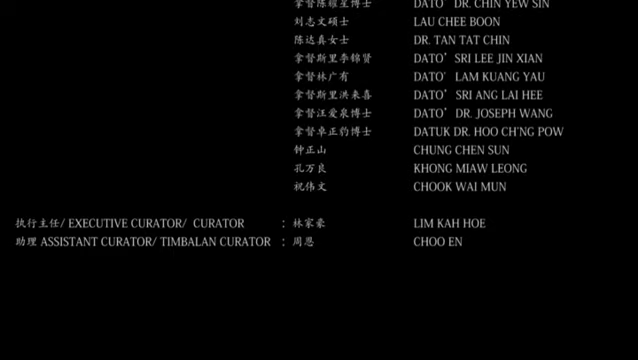 拿督陈耀星博士 DATO' DR. CHIN YEW SIN
刘志文硕士 LAU CHEE BOON
陈达真女士 DR. TAN TAT CHIN
拿督斯里李锦贤 DATO' SRI LEE JIN XIAN
拿督林广有 DATO' LAM KUANG YAU
拿督斯里洪来喜 DATO' SRI ANG LAI HEE
拿督汪爱泉博士 DATO' DR. JOSEPH WANG
拿督卓正豹博士 DATUK DR. HOO CH'NG POW
钟正山 CHUNG CHEN SUN
孔万良 KHONG MIAW LEONG
祝伟文 CHOOK WAI MUN
执行主任/ EXECUTIVE CURATOR/ CURATOR : 林家豪 LIM KAH HOE
助理 ASSISTANT CURATOR/ TIMBALAN CURATOR : 周恩 CHOO EN